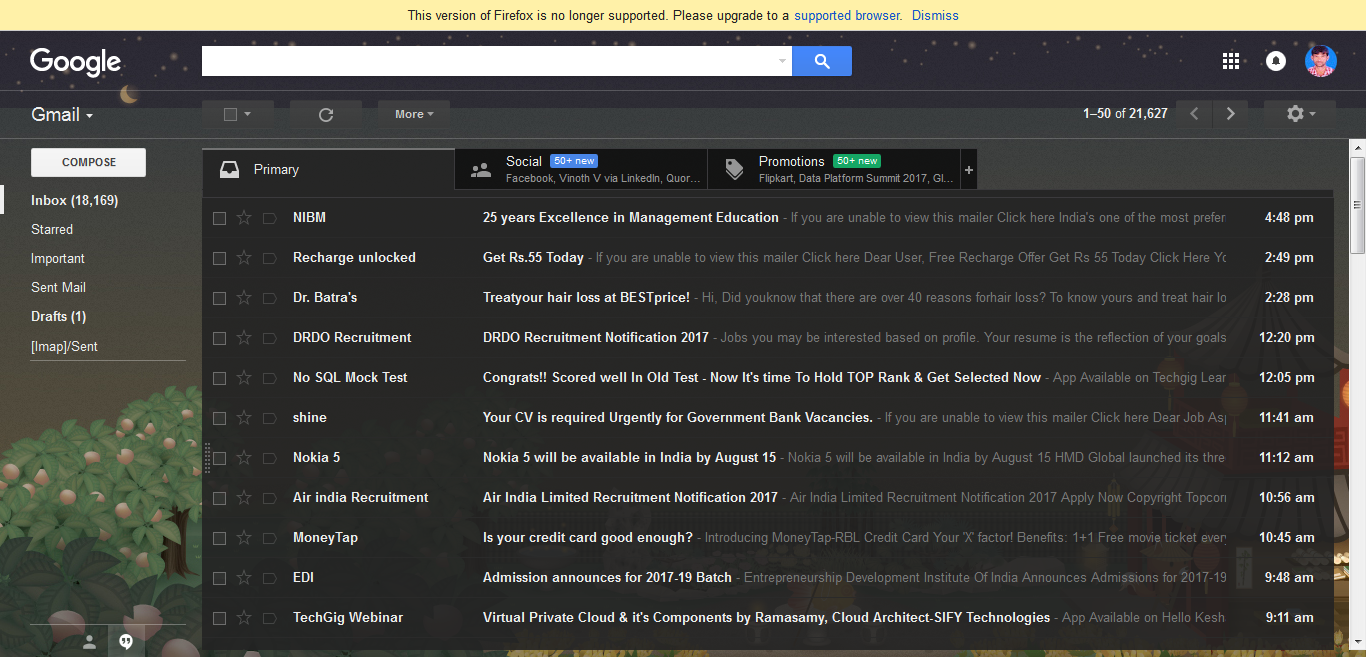 This version of Firefox is no longer supported. Please upgrade to a supported browser. Dismiss
Google
Gmail
More
1–50 of 21,627
COMPOSE
Inbox (18,169)
Starred
Important
Sent Mail
Drafts (1)
[Imap]/Sent
Primary
Social 50+ new
Facebook, Vinoth V via LinkedIn, Quor...
Promotions 50+ new
Flipkart, Data Platform Summit 2017, Gl...
+
NIBM 25 years Excellence in Management Education - If you are unable to view this mailer Click here India's one of the most prefer 4:48 pm
Recharge unlocked Get Rs.55 Today - If you are unable to view this mailer Click here Dear User, Free Recharge Offer Get Rs 55 Today Click Here Yc 2:49 pm
Dr. Batra's Treatyour hair loss at BESTprice! - Hi, Did youknow that there are over 40 reasons forhair loss? To know yours and treat hair lo 2:28 pm
DRDO Recruitment DRDO Recruitment Notification 2017 - Jobs you may be interested based on profile. Your resume is the reflection of your goals 12:20 pm
No SQL Mock Test Congrats!! Scored well In Old Test - Now It's time To Hold TOP Rank & Get Selected Now - App Available on Techgig Lear 12:05 pm
shine Your CV is required Urgently for Government Bank Vacancies. - If you are unable to view this mailer Click here Dear Job Asp 11:41 am
Nokia 5 Nokia 5 will be available in India by August 15 - Nokia 5 will be available in India by August 15 HMD Global launched its thre 11:12 am
Air india Recruitment Air India Limited Recruitment Notification 2017 - Air India Limited Recruitment Notification 2017 Apply Now Copyright Topcor 10:56 am
MoneyTap Is your credit card good enough? - Introducing MoneyTap-RBL Credit Card Your 'X' factor! Benefits: 1+1 Free movie ticket every 10:45 am
EDI Admission announces for 2017-19 Batch - Entrepreneurship Development Institute Of India Announces Admissions for 2017-19 9:48 am
TechGig Webinar Virtual Private Cloud & it's Components by Ramasamy, Cloud Architect-SIFY Technologies - App Available on Hello Kesh 9:11 am